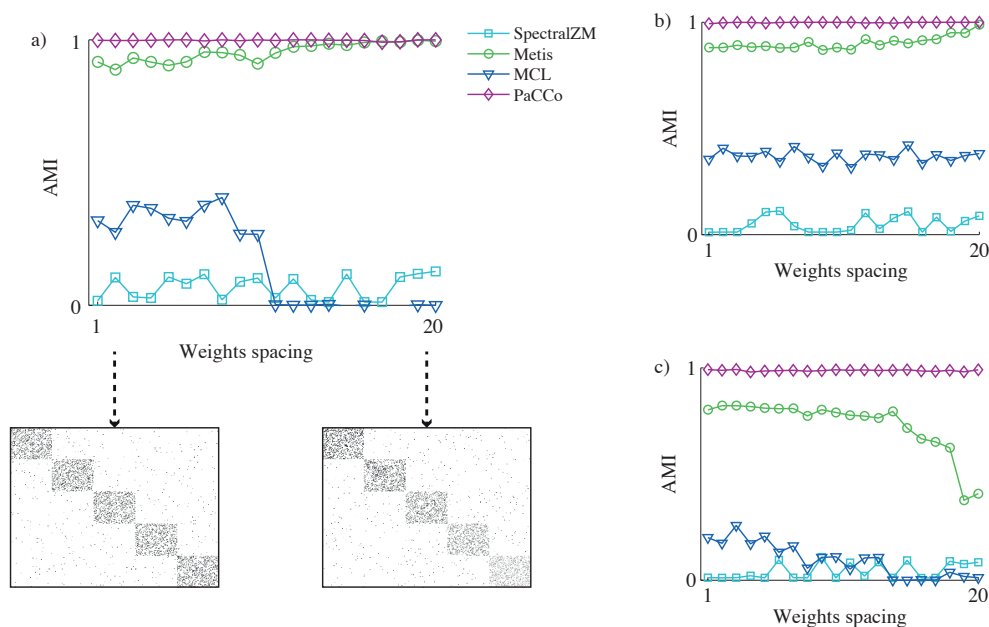 a)
1
AMI
0
1
20
Weights spacing
SpectralZM
Metis
MCL
PaCCo
b)
1
AMI
0
1
20
Weights spacing
c)
1
AMI
0
1
20
Weights spacing